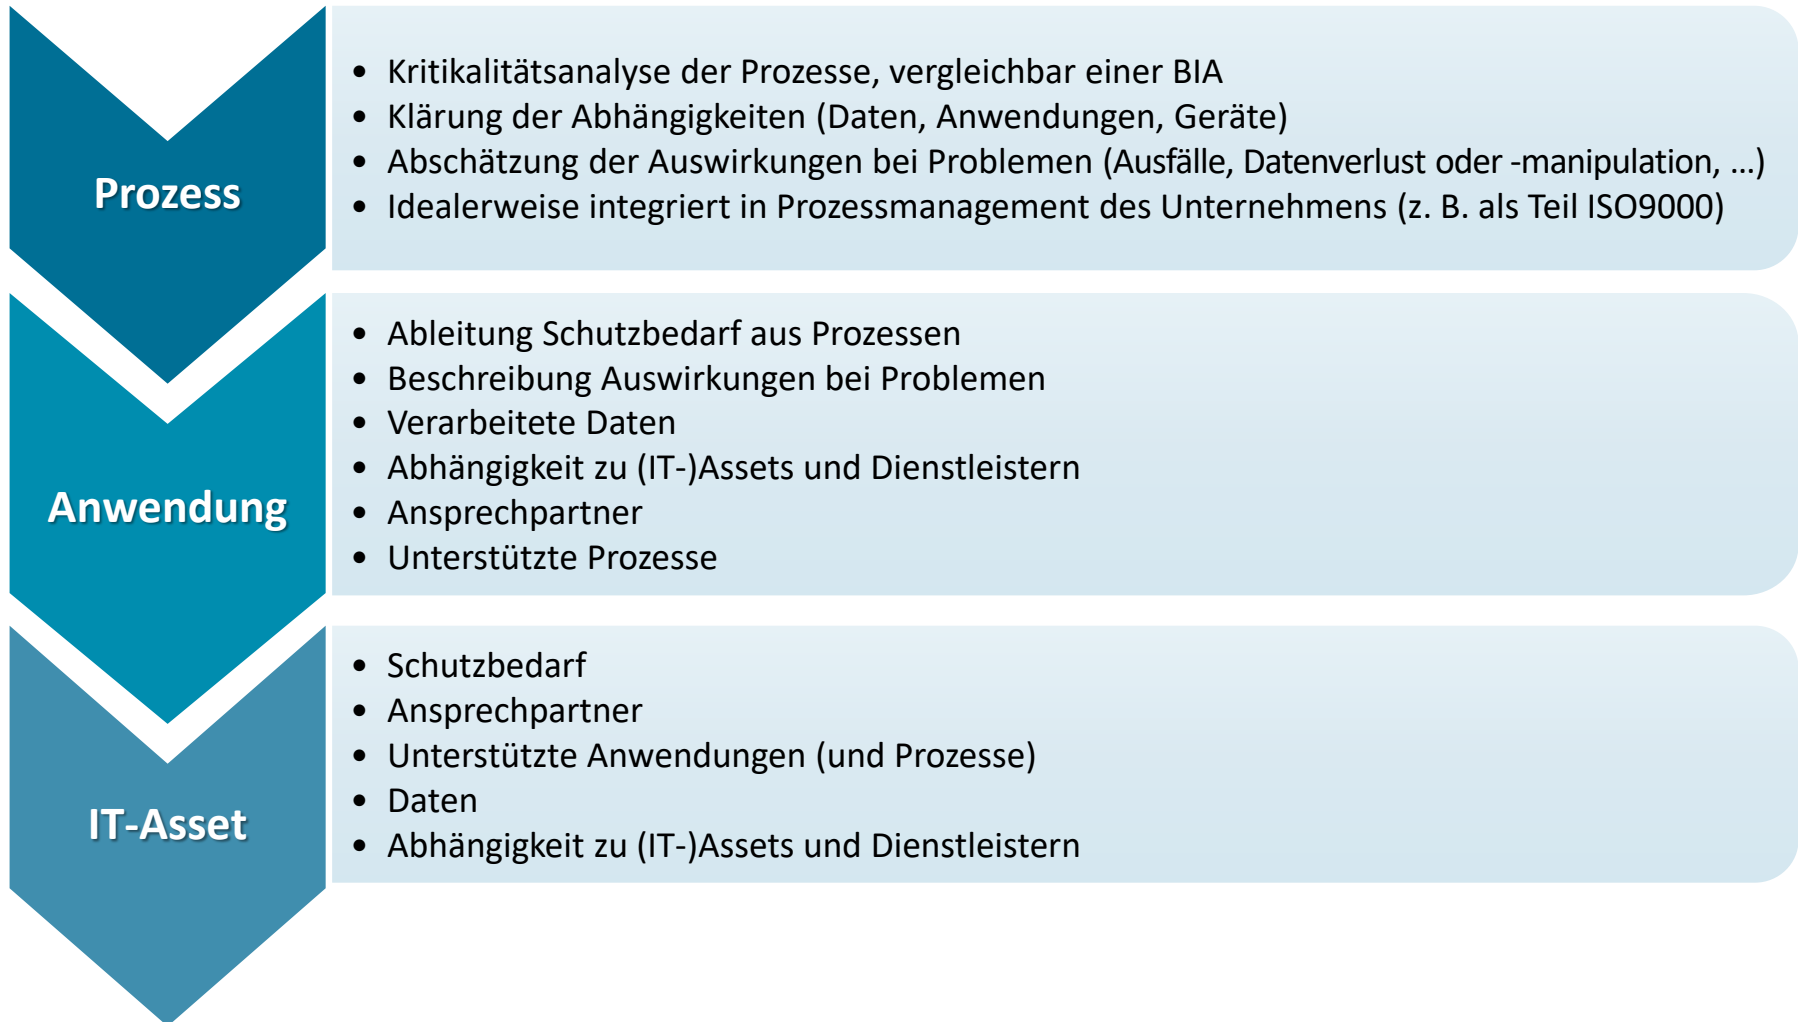 Prozess
• Kritikalitätsanalyse der Prozesse, vergleichbar einer BIA
• Klärung der Abhängigkeiten (Daten, Anwendungen, Geräte)
• Abschätzung der Auswirkungen bei Problemen (Ausfälle, Datenverlust oder -manipulation, ...)
• Idealerweise integriert in Prozessmanagement des Unternehmens (z. B. als Teil ISO9000)
Anwendung
• Ableitung Schutzbedarf aus Prozessen
• Beschreibung Auswirkungen bei Problemen
• Verarbeitete Daten
• Abhängigkeit zu (IT-)Assets und Dienstleistern
• Ansprechpartner
• Unterstützte Prozesse
IT-Asset
• Schutzbedarf
• Ansprechpartner
• Unterstützte Anwendungen (und Prozesse)
• Daten
• Abhängigkeit zu (IT-)Assets und Dienstleistern